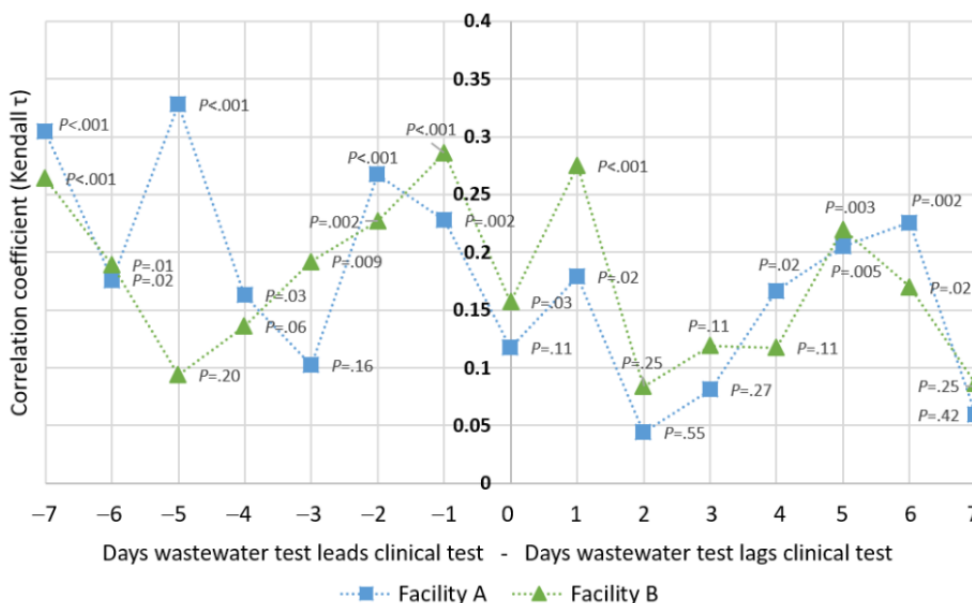 Correlation coefficient (Kendall τ)
0.4
0.35
0.3
0.25
0.2
0.15
0.1
0.05
0
P<.001
P<.001
P<.001
P<.001
P<.001
P<.001
P=.002
P=.002
P=.003
P=.002
P=.01
P=.02
P=.009
P=.02
P=.02
P=.005
P=.02
P=.03
P=.06
P=.03
P=.20
P=.16
P=.11
P=.25
P=.11
P=.11
P=.27
P=.25
P=.55
P=.42
−7 −6 −5 −4 −3 −2 −1 0 1 2 3 4 5 6 7
Days wastewater test leads clinical test - Days wastewater test lags clinical test
Facility A Facility B